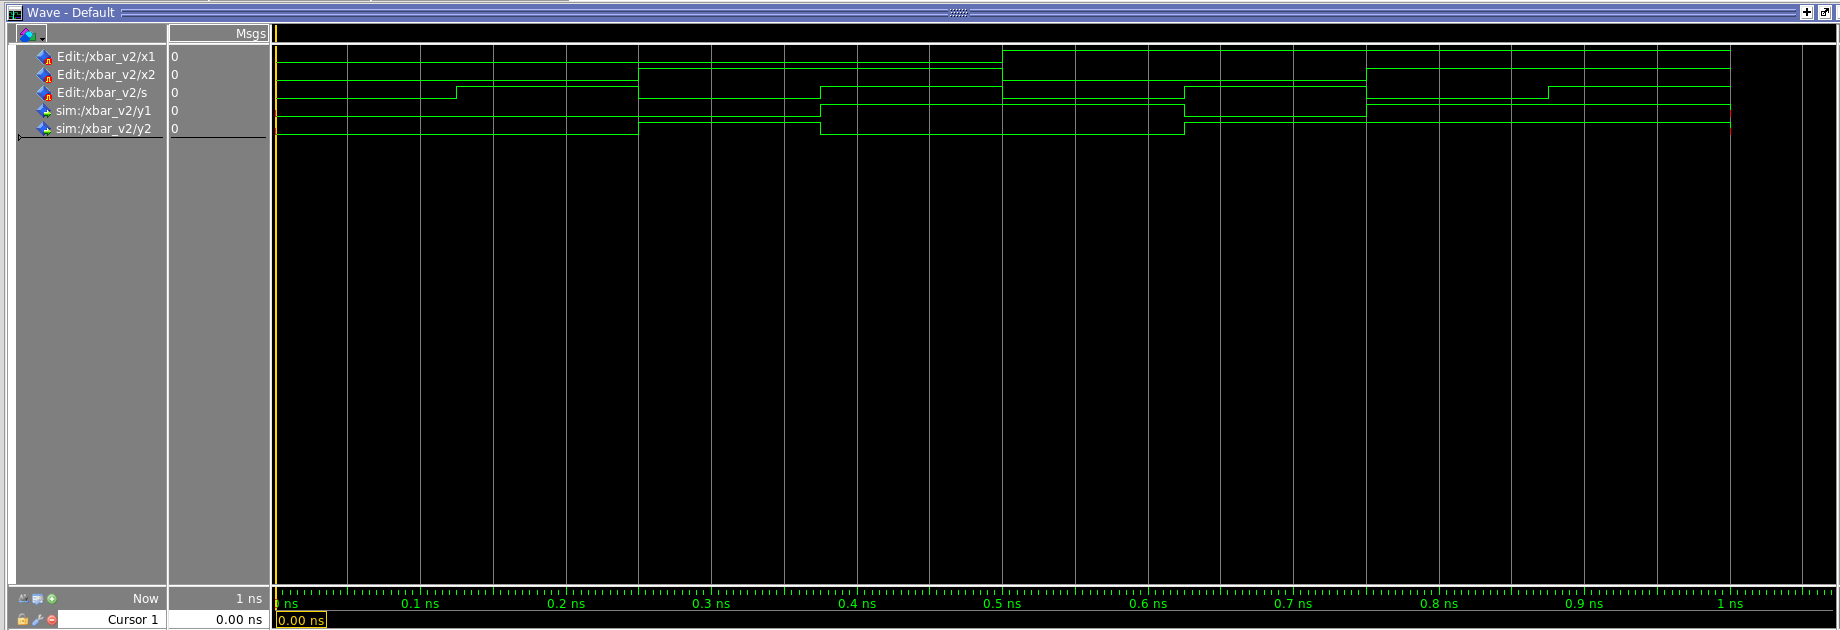 Wave - Default
Msgs
Edit:/xbar_v2/x1 0
Edit:/xbar_v2/x2 0
Edit:/xbar_v2/s 0
sim:/xbar_v2/y1 0
sim:/xbar_v2/y2 0
Now 1 ns ns 0.1 ns 0.2 ns 0.3 ns 0.4 ns 0.5 ns 0.6 ns 0.7 ns 0.8 ns 0.9 ns 1 ns
Cursor 1 0.00 ns 0.00 ns